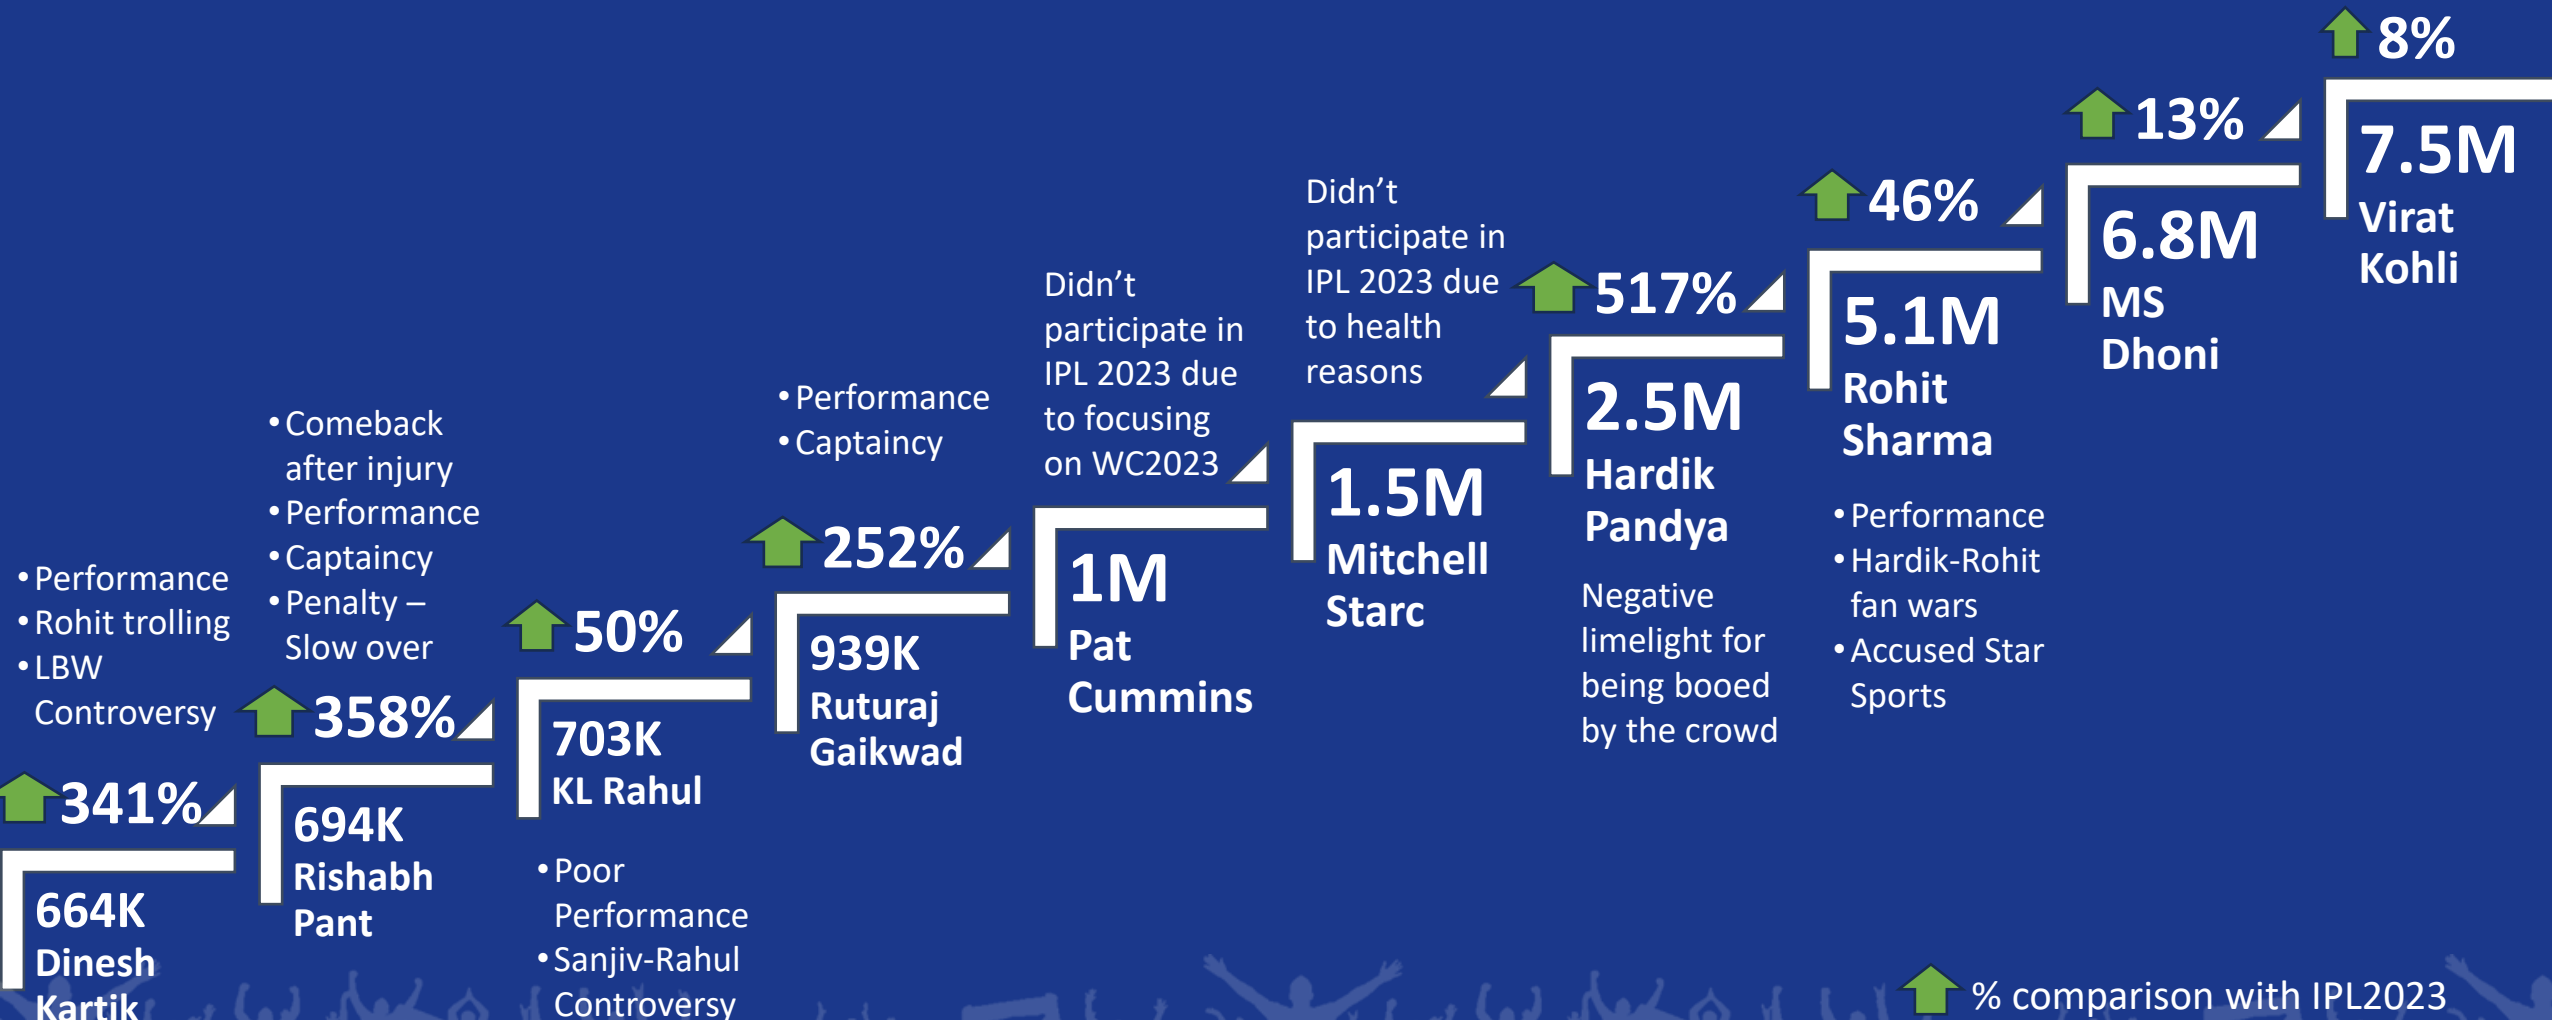 • Performance
• Rohit trolling
• LBW
Controversy
341%
664K
Dinesh
Kartik
• Comeback
after injury
• Performance
• Captaincy
• Penalty –
Slow over
358%
694K
Rishabh
Pant
50%
703K
KL Rahul
• Poor
Performance
• Sanjiv-Rahul
Controversy
• Performance
• Captaincy
252%
939K
Ruturaj
Gaikwad
Didn’t
participate in
IPL 2023 due
to focusing
on WC2023
1M
Pat
Cummins
Didn’t
participate in
IPL 2023 due
to health
reasons
1.5M
Mitchell
Starc
517%
2.5M
Hardik
Pandya
Negative
limelight for
being booed
by the crowd
46%
5.1M
Rohit
Sharma
• Performance
• Hardik-Rohit
fan wars
• Accused Star
Sports
13%
6.8M
MS
Dhoni
8%
7.5M
Virat
Kohli
% comparison with IPL2023